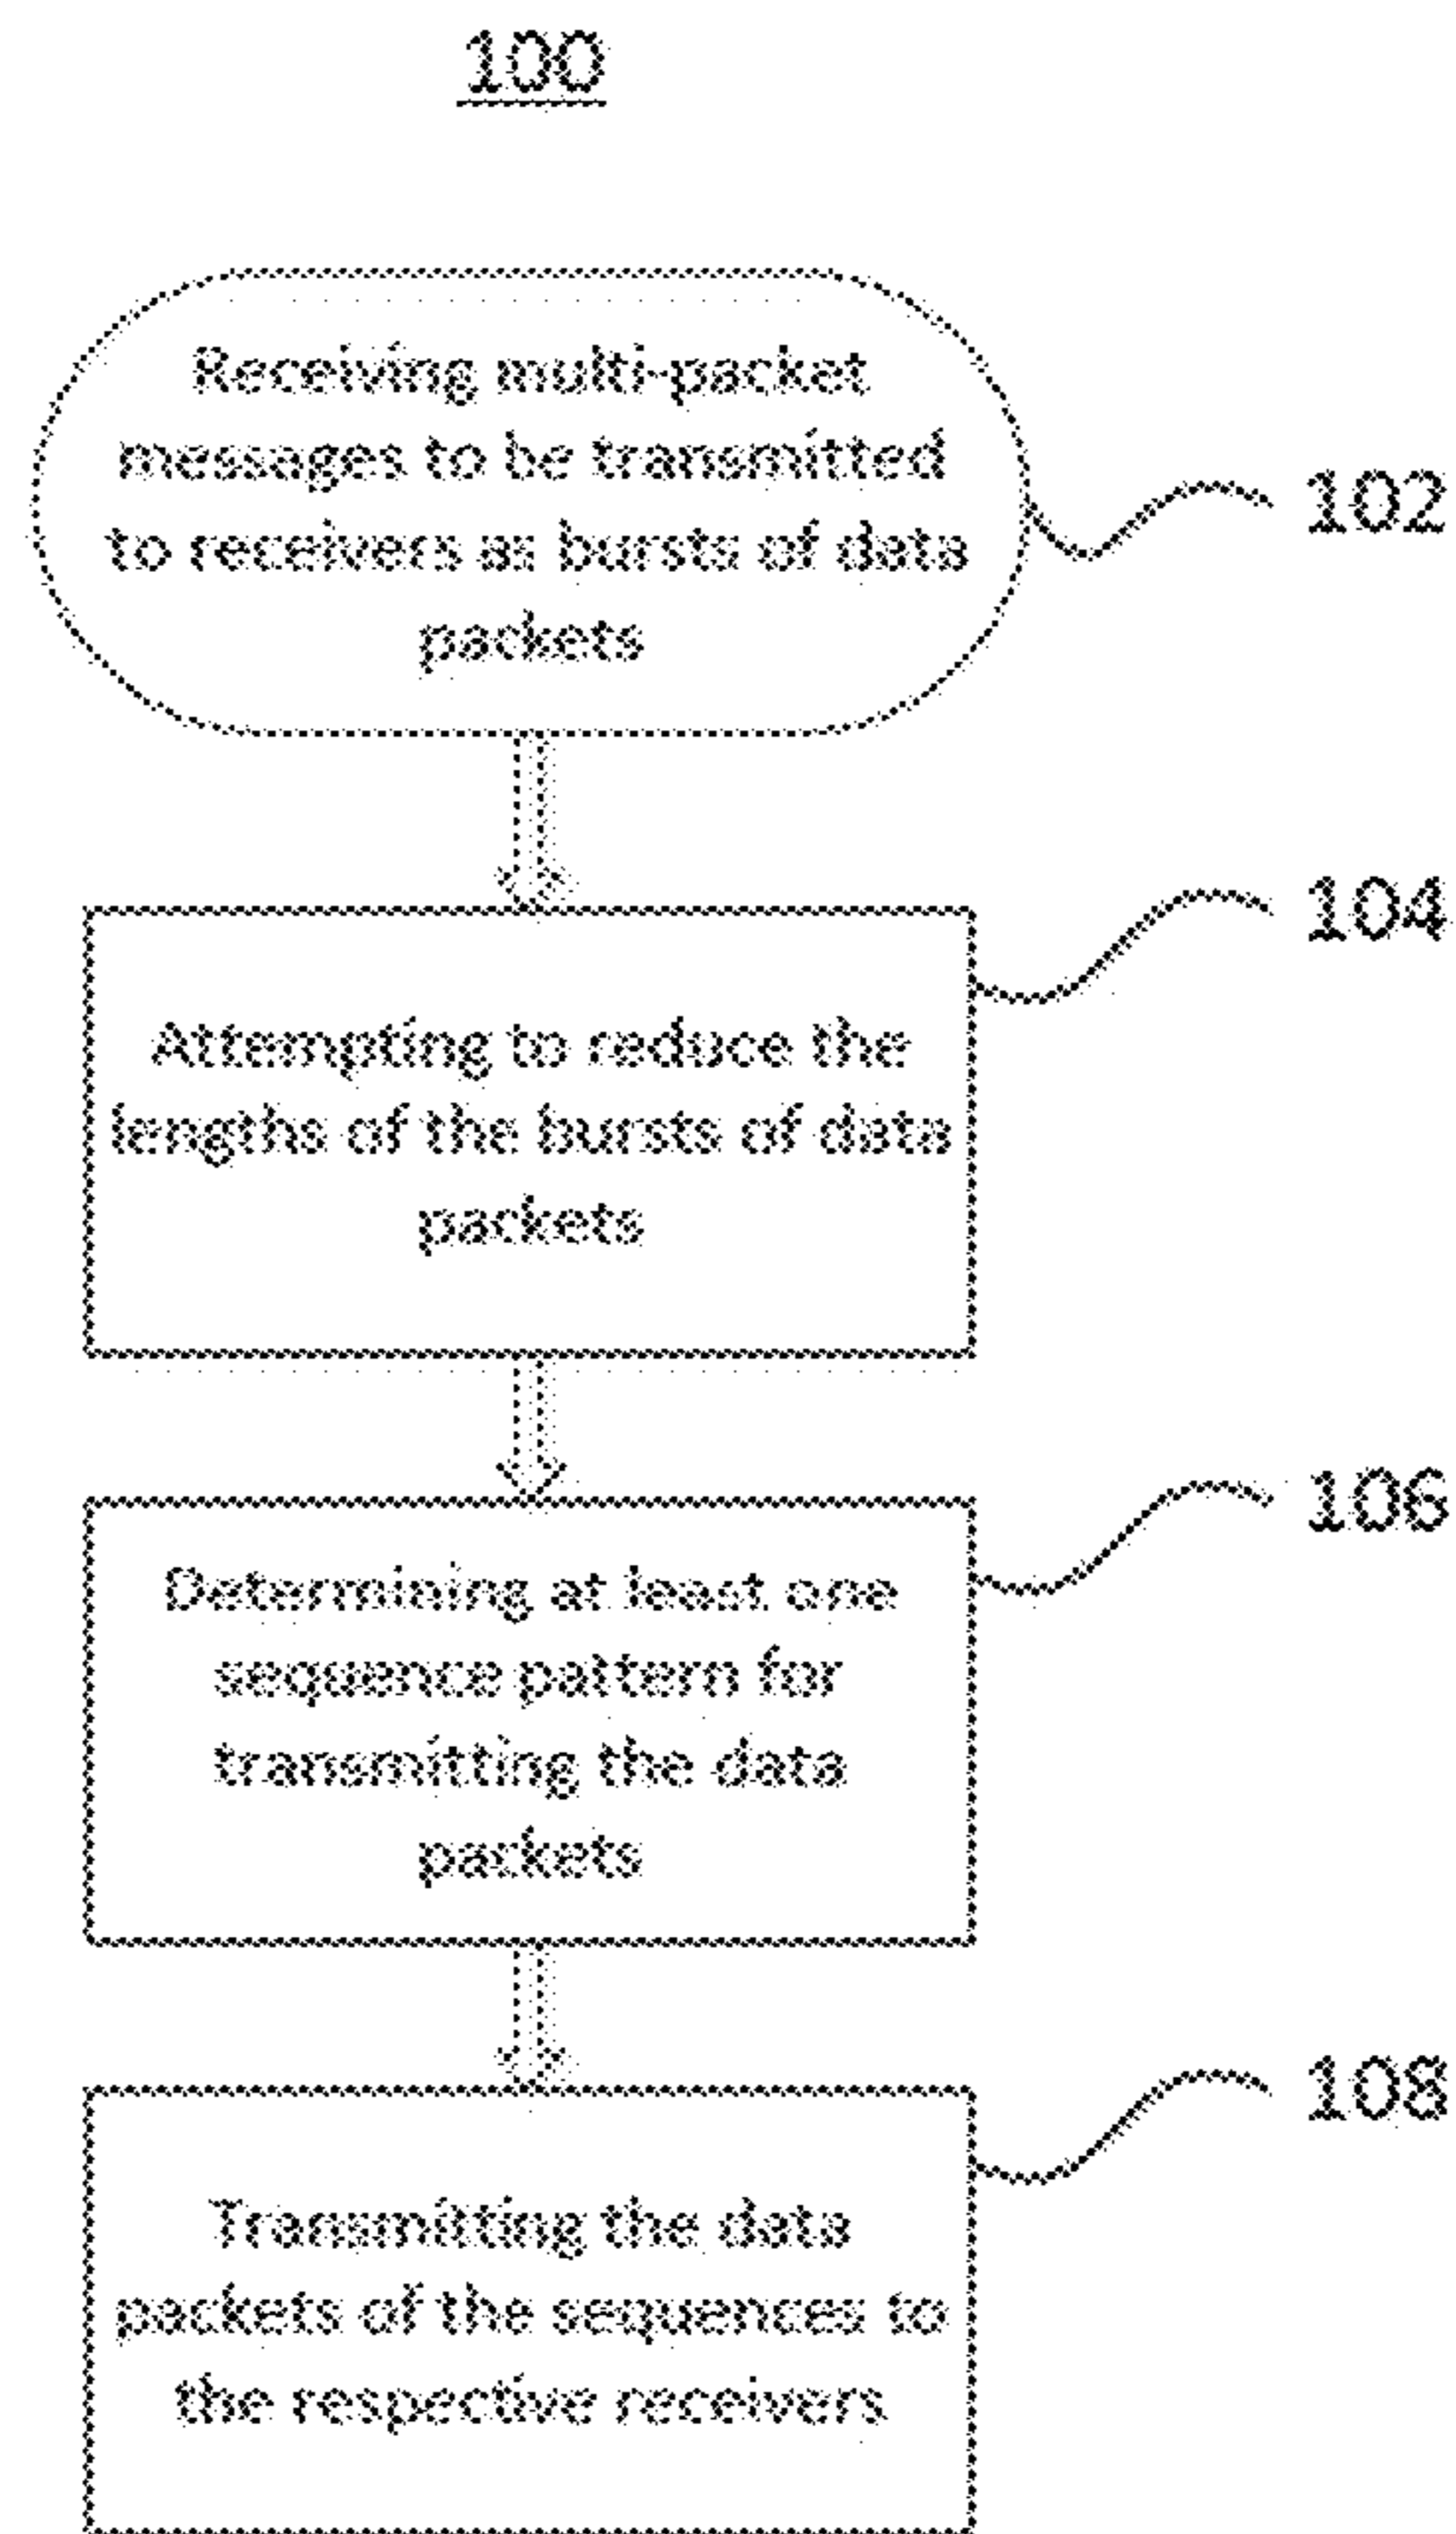 100
Receiving multi-packet
messages to be transmitted
to receivers as bursts of data
packets
102
104
Attempting to reduce the
lengths of the bursts of data
packets
106
Determining at least one
sequence pattern for
transmitting the data
packets
108
Transmitting the data
packets of the sequences to
the respective receivers